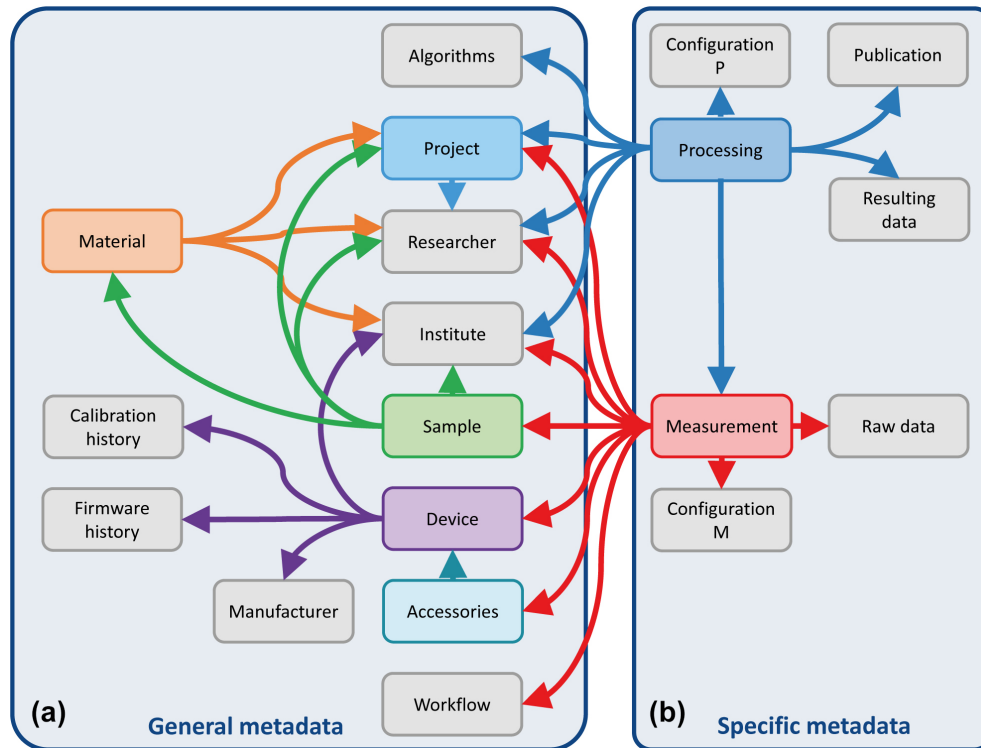 Algorithms
Project
Researcher
Material
Institute
Sample
Calibration
history
Firmware
history
Device
Manufacturer
Accessories
Workflow
(a)
General metadata
Configuration
P
Publication
Processing
Resulting
data
Measurement
Raw data
Configuration
M
(b)
Specific metadata